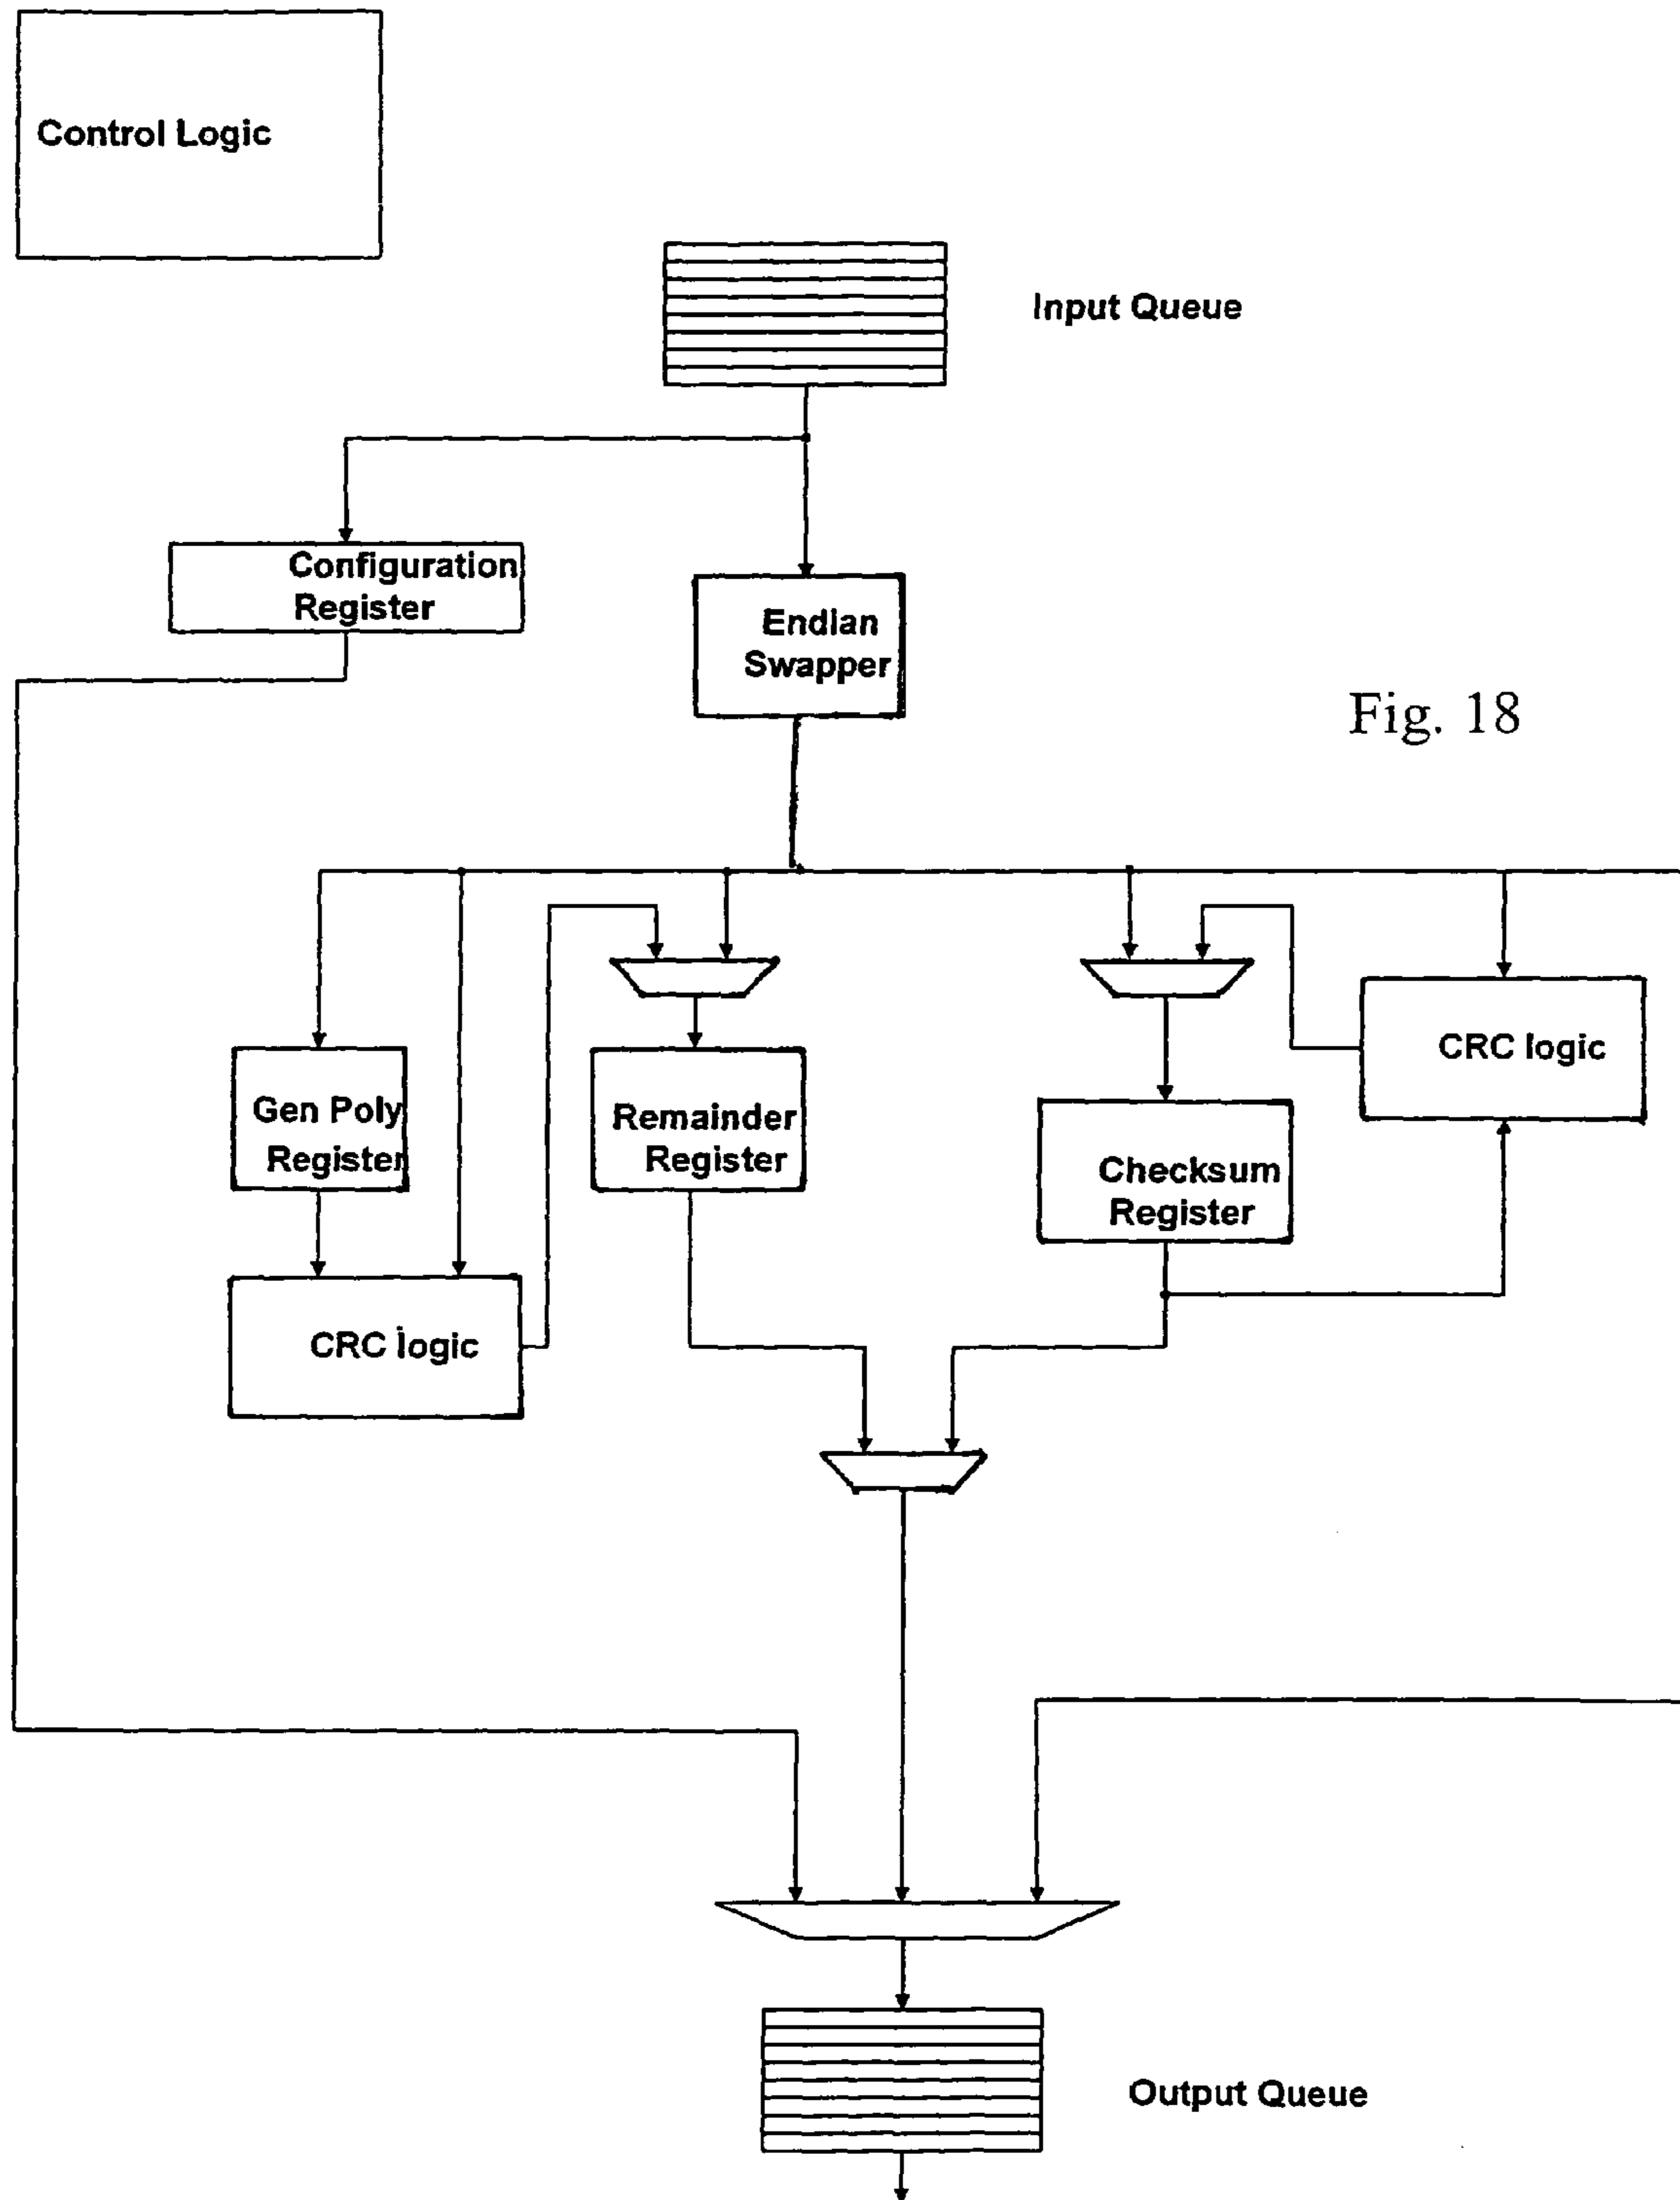 Control Logic
Input Queue
Configuration
Register
Endian
Swapper
Fig. 18
CRC logic
Gen Poly
Register
Remainder
Register
Checksum
Register
CRC logic
Output Queue